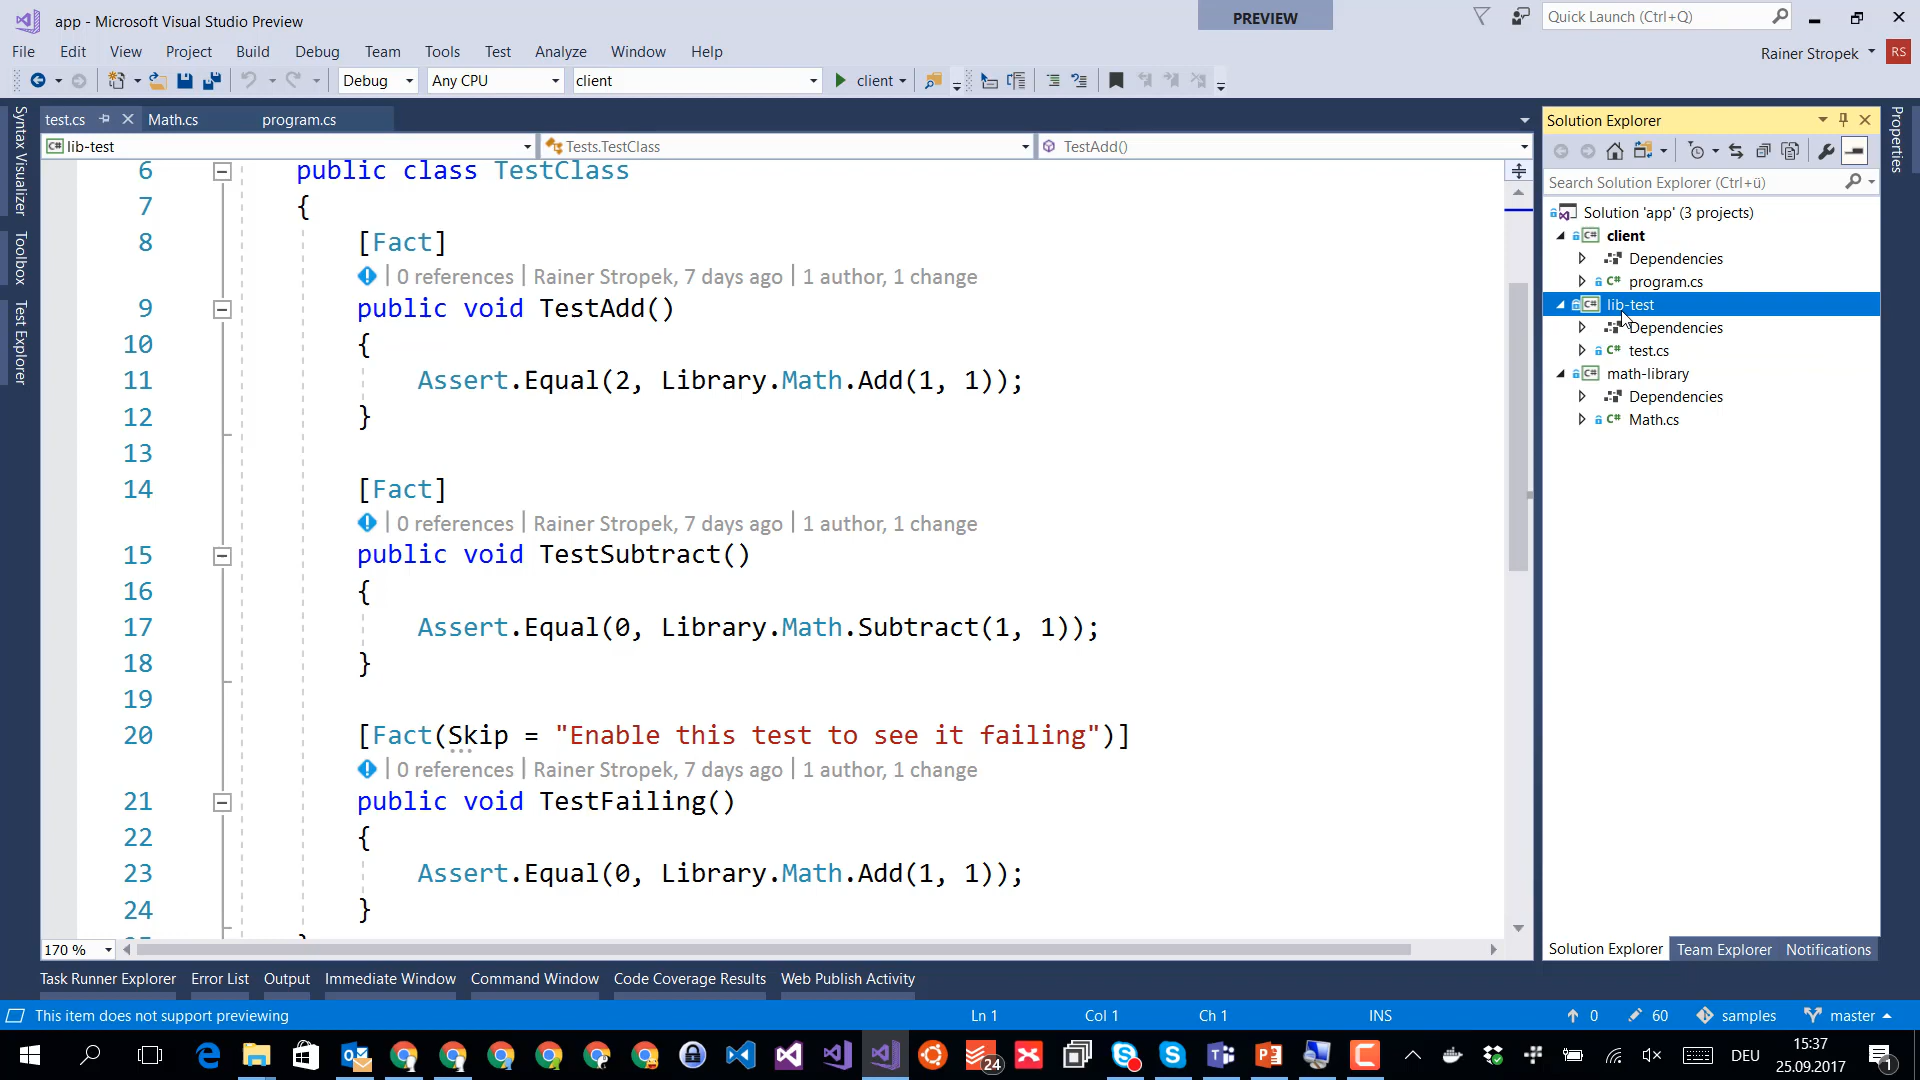 app - Microsoft Visual Studio Preview
PREVIEW
Quick Launch (Ctrl+Q)
File Edit View Project Build Debug Team Tools Test Analyze Window Help
Rainer Stropek RS
Debug Any CPU client client
test.cs Math.cs program.cs
lib-test Tests.TestClass TestAdd()
Syntax Visualizer
Toolbox
Test Explorer
6 public class TestClass
7 {
8 [Fact]
0 references | Rainer Stropek, 7 days ago | 1 author, 1 change
9 public void TestAdd()
10 {
11 Assert.Equal(2, Library.Math.Add(1, 1));
12 }
13
14 [Fact]
0 references | Rainer Stropek, 7 days ago | 1 author, 1 change
15 public void TestSubtract()
16 {
17 Assert.Equal(0, Library.Math.Subtract(1, 1));
18 }
19
20 [Fact(Skip = "Enable this test to see it failing")]
0 references | Rainer Stropek, 7 days ago | 1 author, 1 change
21 public void TestFailing()
22 {
23 Assert.Equal(0, Library.Math.Add(1, 1));
24 }
170 %
Solution Explorer
Search Solution Explorer (Ctrl+ü)
Solution 'app' (3 projects)
C# client
Dependencies
C# program.cs
C# lib-test
Dependencies
C# test.cs
C# math-library
Dependencies
C# Math.cs
Solution Explorer Team Explorer Notifications
Properties
Task Runner Explorer Error List Output Immediate Window Command Window Code Coverage Results Web Publish Activity
This item does not support previewing Ln 1 Col 1 Ch 1 INS 0 60 samples master
24
DEU
15:37
25.09.2017
1